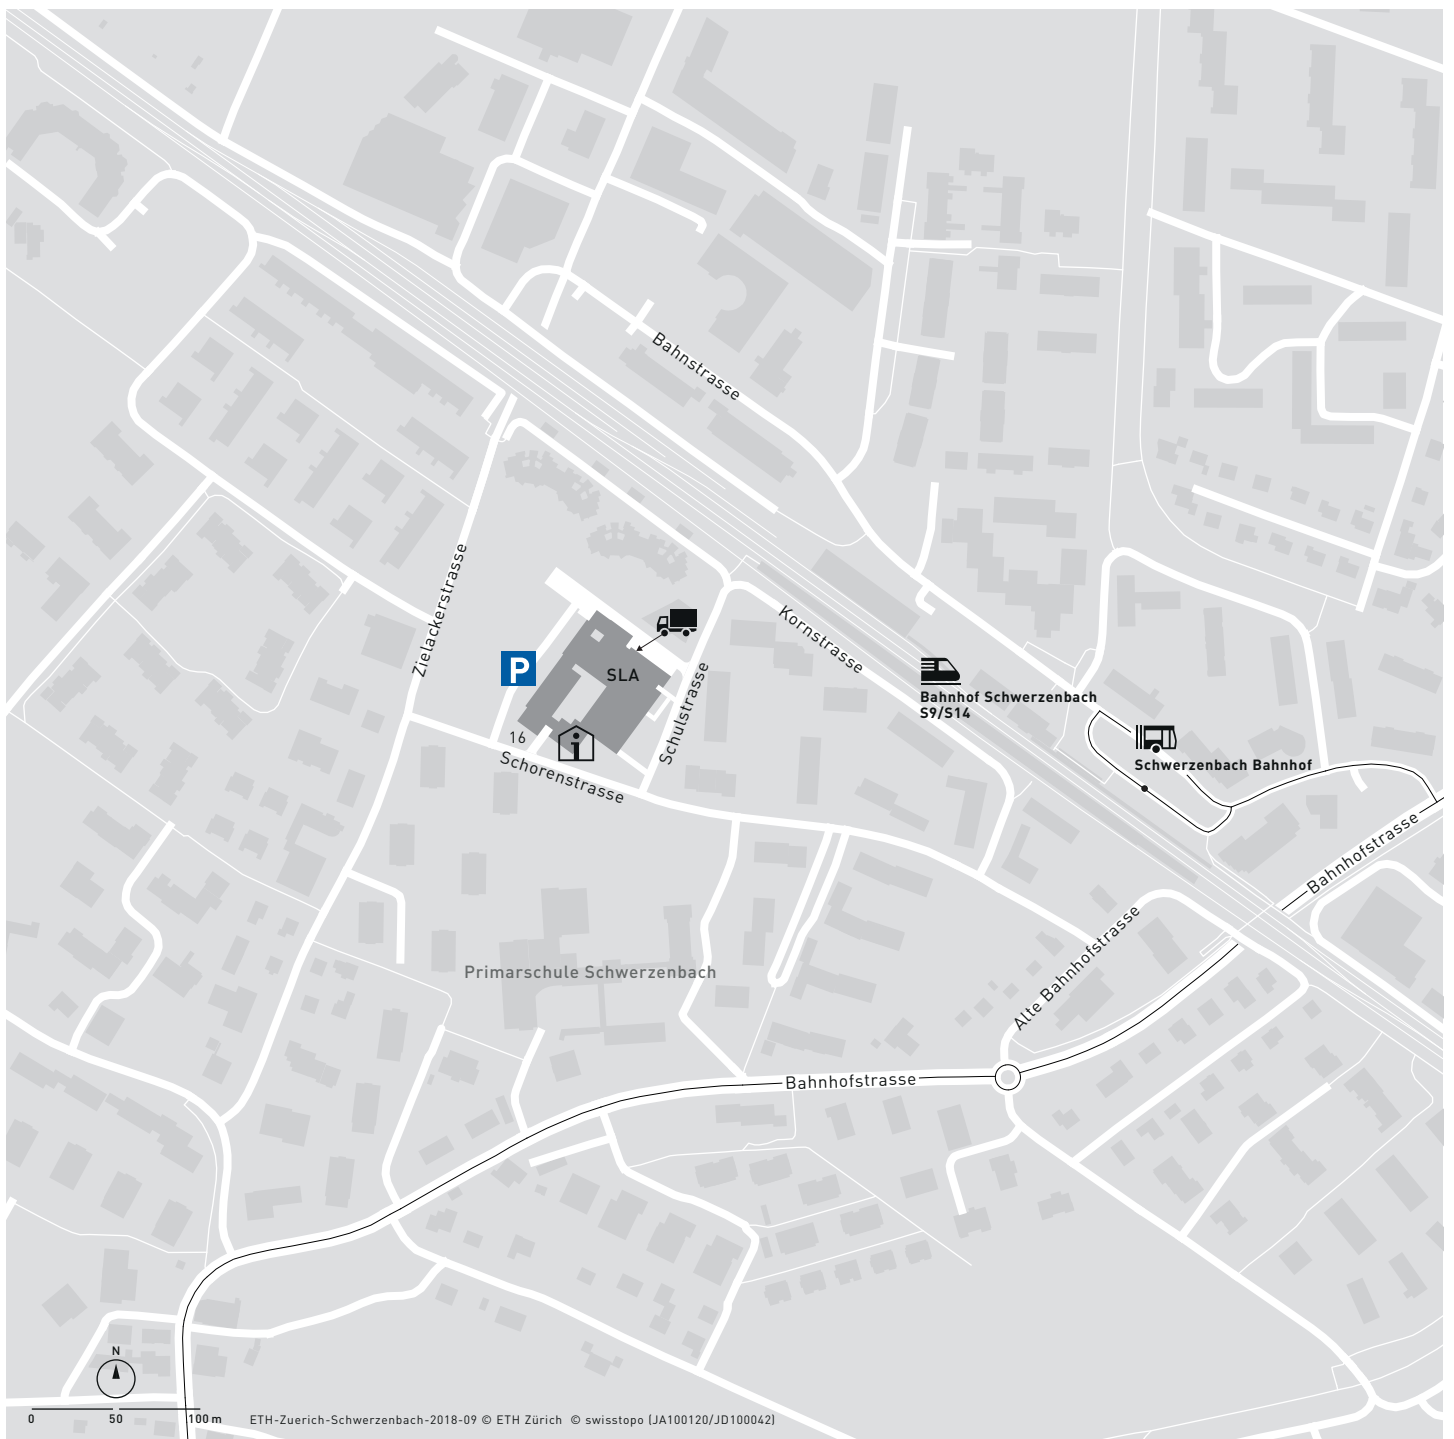 Bahnstrasse
Zielackerstrasse
Kornstrasse
P
SLA
Schulstrasse
Bahnhof Schwerzenbach
S9/S14
16
Schorenstrasse
Schwerzenbach Bahnhof
Bahnhofstrasse
Alte Bahnhofstrasse
Primarschule Schwerzenbach
Bahnhofstrasse
N
0 50 100 m
ETH-Zuerich-Schwerzenbach-2018-09 © ETH Zürich © swisstopo (JA100120/JD100042)